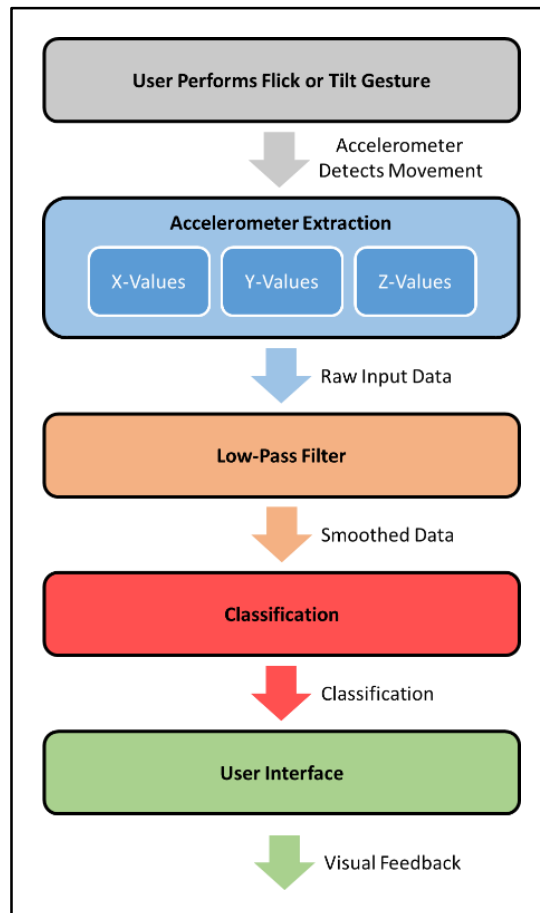 User Performs Flick or Tilt Gesture
Accelerometer
Detects Movement
Accelerometer Extraction
X-Values
Y-Values
Z-Values
Raw Input Data
Low-Pass Filter
Smoothed Data
Classification
Classification
User Interface
Visual Feedback